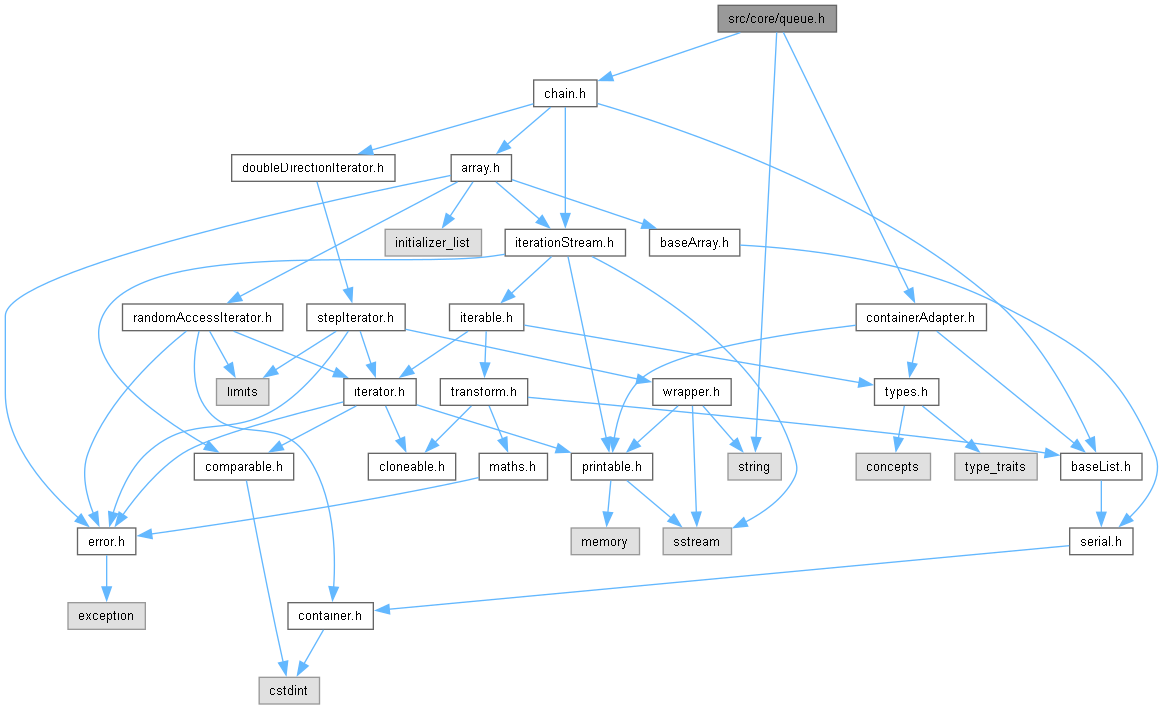 src/core/queue.h
chain.h
doubleDirectionIterator.h
array.h
initializer_list
iterationStream.h
baseArray.h
randomAccessIterator.h
stepIterator.h
iterable.h
containerAdapter.h
limits
iterator.h
transform.h
wrapper.h
types.h
comparable.h
cloneable.h
maths.h
printable.h
string
concepts
type_traits
baseList.h
error.h
memory
sstream
serial.h
exception
container.h
cstdint